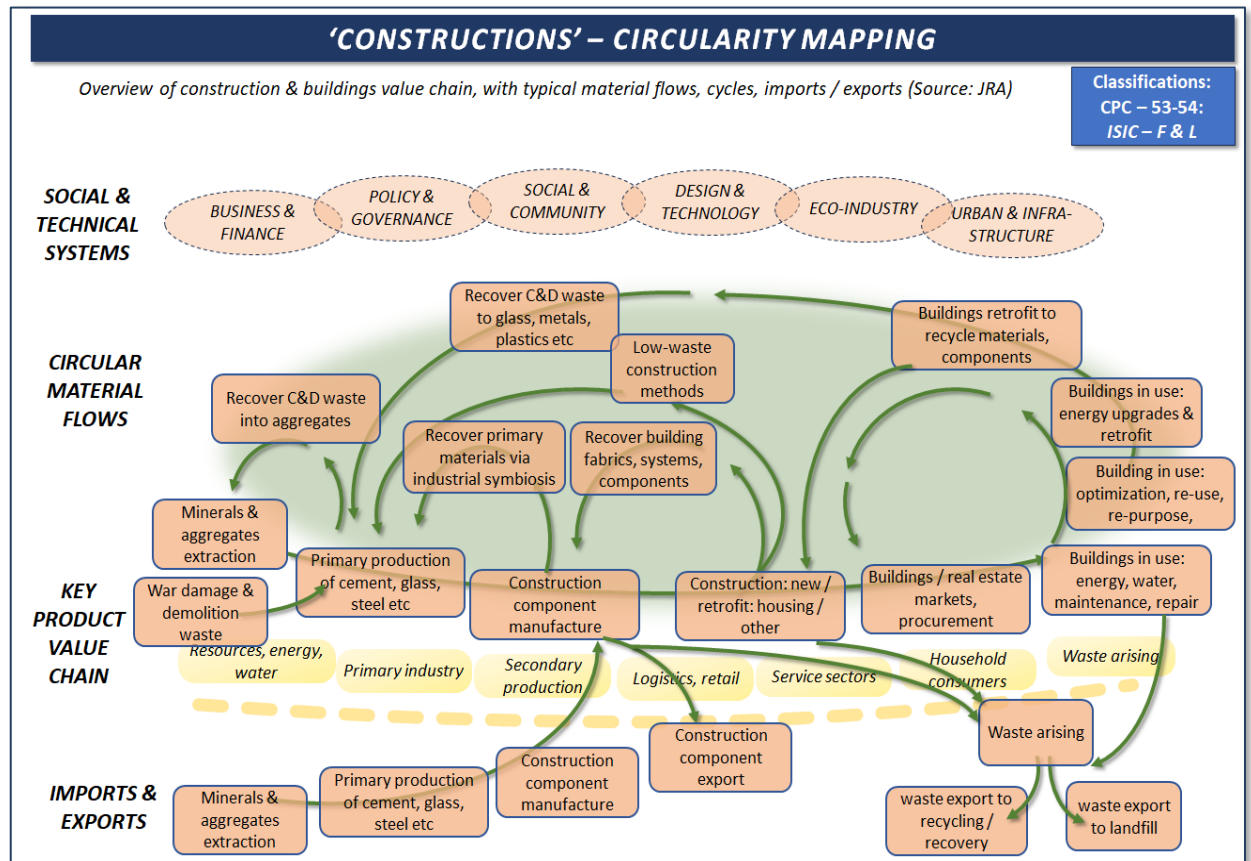 ‘CONSTRUCTIONS’ – CIRCULARITY MAPPING
Overview of construction & buildings value chain, with typical material flows, cycles, imports / exports (Source: JRA)
Classifications:
CPC – 53-54:
ISIC – F & L
SOCIAL &
TECHNICAL
SYSTEMS
BUSINESS &
FINANCE
POLICY &
GOVERNANCE
SOCIAL &
COMMUNITY
DESIGN &
TECHNOLOGY
ECO-INDUSTRY
URBAN & INFRA-
STRUCTURE
CIRCULAR
MATERIAL
FLOWS
Recover C&D waste
to glass, metals,
plastics etc
Low-waste
construction
methods
Buildings retrofit to
recycle materials,
components
Recover C&D waste
into aggregates
Recover primary
materials via
industrial symbiosis
Recover building
fabrics, systems,
components
Buildings in use:
energy upgrades &
retrofit
Building in use:
optimization, re-use,
re-purpose,
KEY
PRODUCT
VALUE
CHAIN
Minerals &
aggregates
extraction
War damage &
demolition
waste
Primary production
of cement, glass,
steel etc
Construction
component
manufacture
Construction: new /
retrofit: housing /
other
Buildings / real estate
markets,
procurement
Buildings in use:
energy, water,
maintenance, repair
Resources, energy,
water
Primary industry
Secondary
production
Logistics, retail
Service sectors
Household
consumers
Waste arising
Waste arising
IMPORTS &
EXPORTS
Minerals &
aggregates
extraction
Primary production
of cement, glass,
steel etc
Construction
component
manufacture
Construction
component
export
waste export to
recycling /
recovery
waste export
to landfill